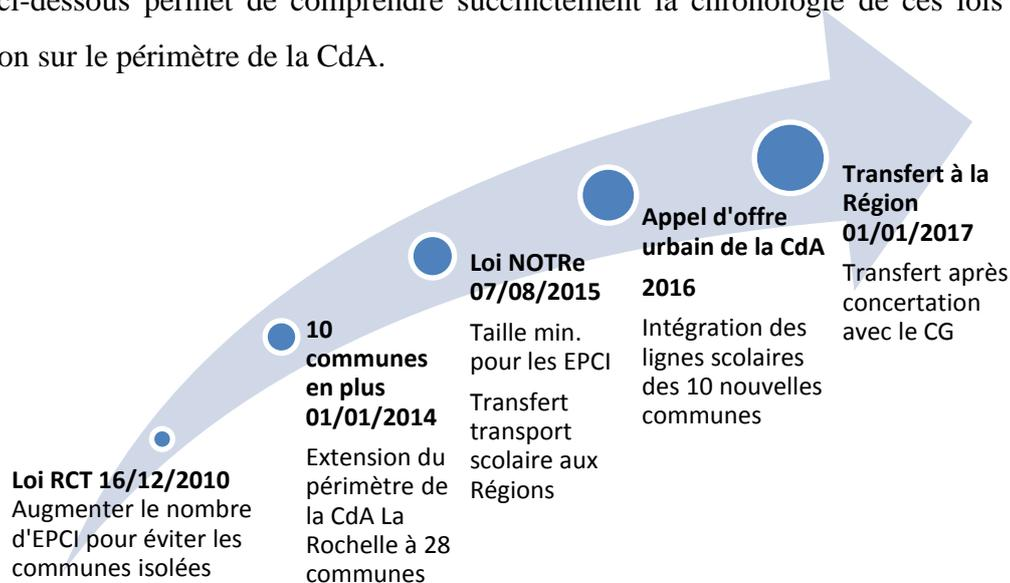 ci-dessous permet de comprendre succinctement la chronologie de ces lois
sur le périmètre de la CdA.
Loi RCT 16/12/2010
Augmenter le nombre
d'EPCI pour éviter les
communes isolées
10
communes
en plus
01/01/2014
Extension du
périmètre de
la CdA La
Rochelle à 28
communes
Loi NOTRe
07/08/2015
Taille min.
pour les EPCI
Transfert
transport
scolaire aux
Régions
Appel d'offre
urbain de la CdA
2016
Intégration des
lignes scolaires
des 10 nouvelles
communes
Transfert à la
Région
01/01/2017
Transfert après
concertation
avec le CG